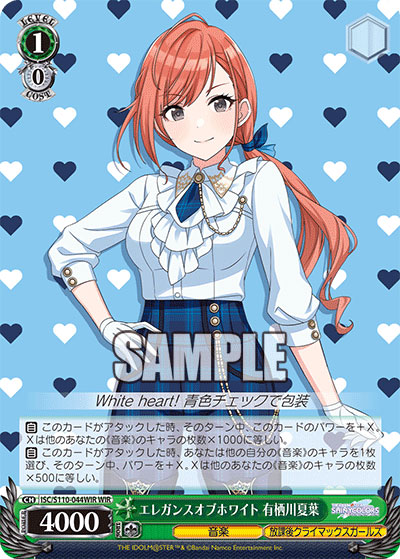 LEVEL
1
0
COST
SAMPLE
White heart! 青色チェックで包装
自 このカードがアタックした時、そのターン中、このカードのパワーを＋X。
Xは他のあなたの《音楽》のキャラの枚数×1000に等しい。
自 このカードがアタックした時、あなたは他の自分の《音楽》のキャラを1枚
選び、そのターン中、パワーを＋X。Xは他のあなたの《音楽》のキャラの枚
数×500に等しい。
CH ISC/S110-044WIR WIR
エレガンスオブホワイト 有栖川夏葉
POWER
4000
SHINYCOLORS
音楽
放課後クライマックスガールズ
THE IDOLM@STER™& ©Bandai Namco Entertainment Inc.